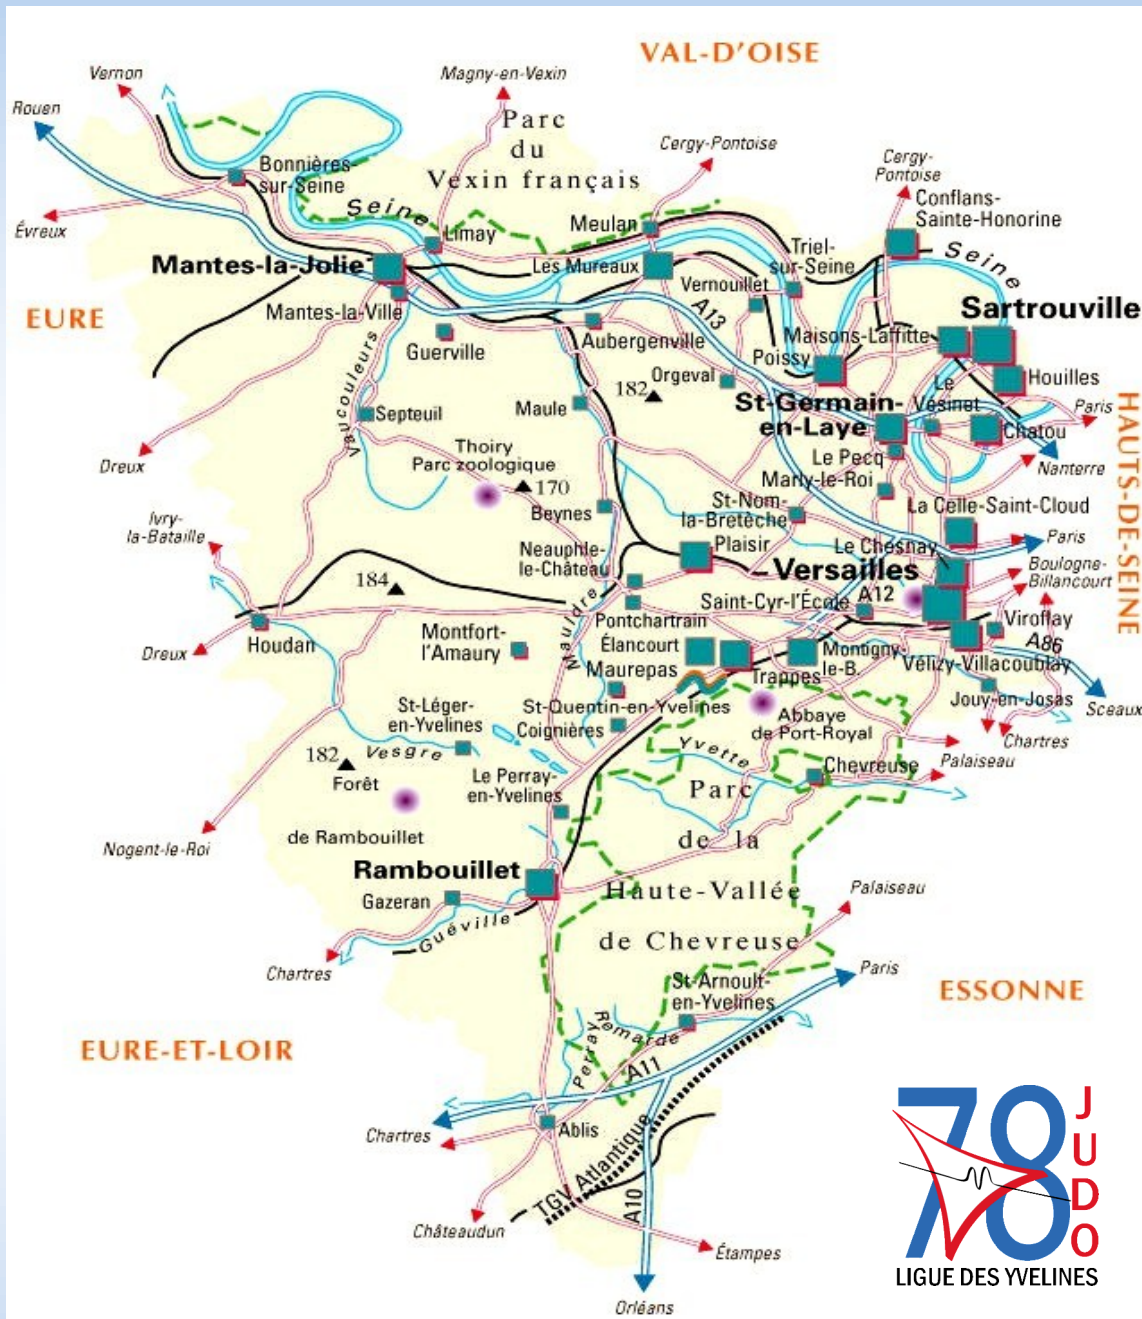 VAL-D'OISE
Vernon
Magny-en-Vexin
Rouen
Parc
du
Vexin français
Cergy-Pontoise
Cergy-
Pontoise
Bonnières-
sur-Seine
Conflans-
Sainte-Honorine
Évreux
Seine
Limay
Meulan
Triel-
sur-Seine
Seine
Mantes-la-Jolie
Les Mureaux
Vernouillet
A13
Sartrouville
EURE
Mantes-la-Ville
Guerville
Aubergenville
Maisons-Laffitte
Poissy
Vaucouleurs
182
Orgeval
Le
Vésinet
Houilles
Septeuil
Maule
St-Germain-
en-Laye
Chatou
Paris
HAUTS-DE-SEINE
Dreux
Thoiry
Parc zoologique
170
Le Pecq
Marly-le-Roi
Nanterre
Ivry-
la-Bataille
Beynes
St-Nom-
la-Bretèche
La Celle-Saint-Cloud
Neauphle-
le-Château
Plaisir
Le Chesnay
Paris
184
Versailles
Boulogne-
Billancourt
Mauldre
Saint-Cyr-l'École
A12
Houdan
Dreux
Montfort-
l'Amaury
Pontchartrain
Élancourt
Maurepas
Trappes
Montigny-
le-B.
Viroflay
A86
Vélizy-Villacoublay
St-Léger-
en-Yvelines
St-Quentin-en-Yvelines
Coignières
Abbaye
de Port-Royal
Jouy-en-Josas
Sceaux
Chartres
Vesgre
182
Forêt
de Rambouillet
Le Perray-
en-Yvelines
Yvette
Chevreuse
Palaiseau
Nogent-le-Roi
Parc
de la
Haute-Vallée
de Chevreuse
Rambouillet
Gazeran
Guéville
Palaiseau
Chartres
St-Arnoult-
en-Yvelines
Paris
ESSONNE
EURE-ET-LOIR
Perray
Remarde
A11
Chartres
Ablis
TGV Atlantique
A10
Châteaudun
Étampes
Orléans
78
JUDO
LIGUE DES YVELINES